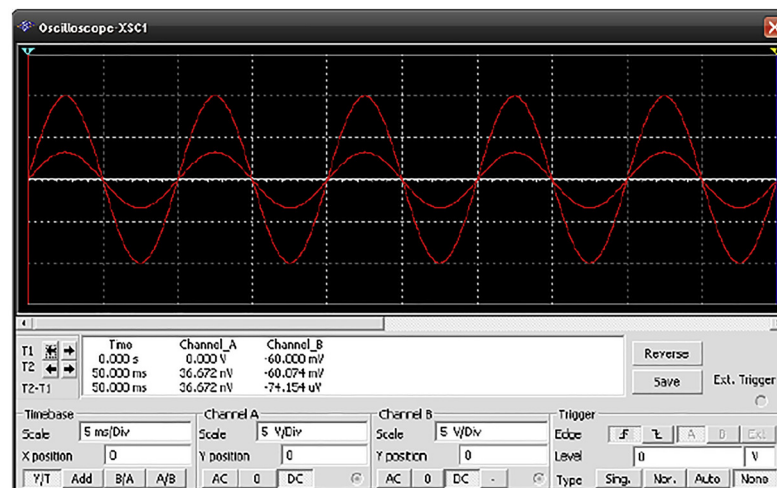 Oscilloscope-XSC1
T1
T2
T2-T1
Time Channel_A Channel_B
0.000 s 0.000 V -60.000 mV
50.000 ms 36.672 nV -60.074 mV
50.000 ms 36.672 nV -74.154 uV
Reverse
Save
Ext. Trigger
Timebase
Scale 5 ms/Div
X position 0
Y/T Add B/A A/B
Channel A
Scale 5 V/Div
Y position 0
AC 0 DC
Channel B
Scale 5 V/Div
Y position 0
AC 0 DC -
Trigger
Edge A B Ext
Level 0 V
Type Sing. Nor. Auto None